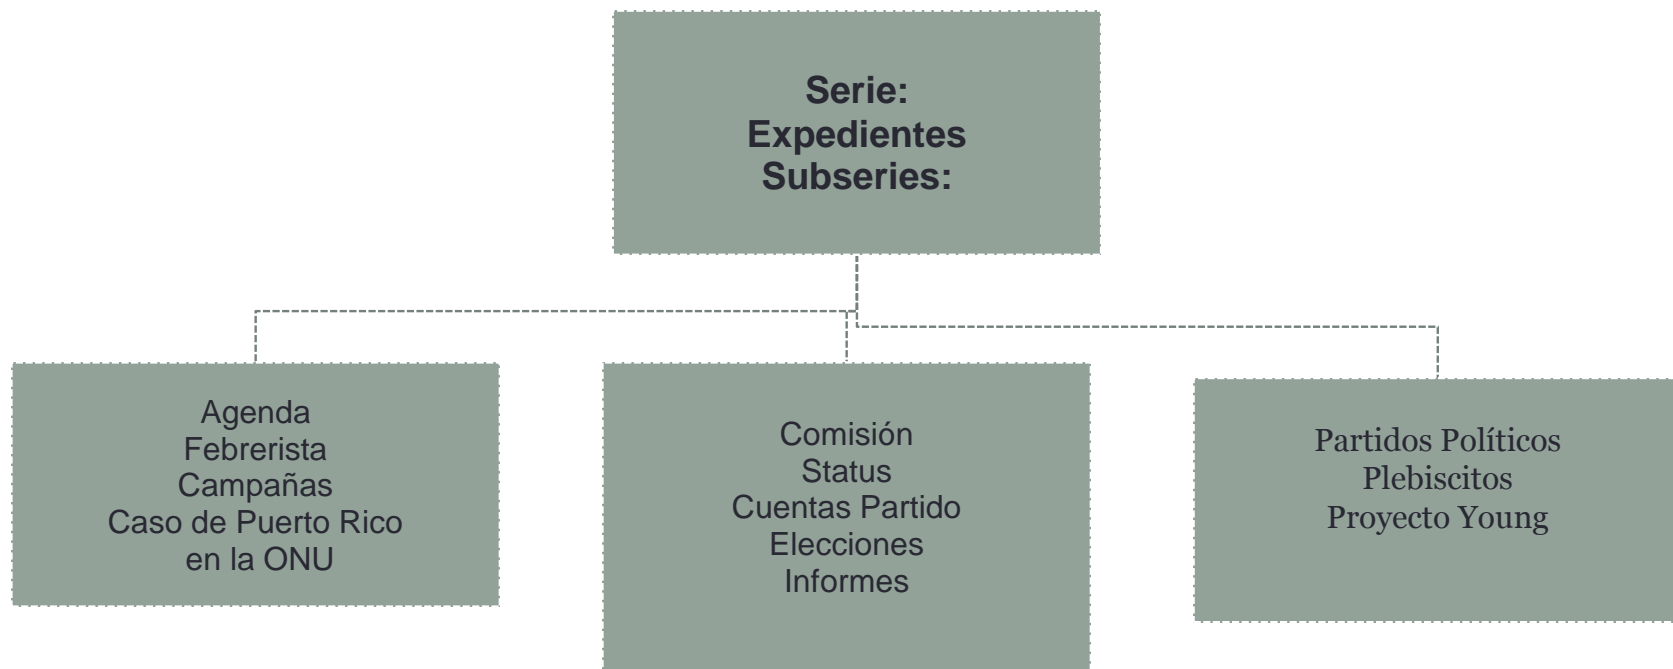 Serie:
Expedientes
Subseries:
Agenda
Febrerista
Campañas
Caso de Puerto Rico
en la ONU
Comisión
Status
Cuentas Partido
Elecciones
Informes
Partidos Políticos
Plebiscitos
Proyecto Young